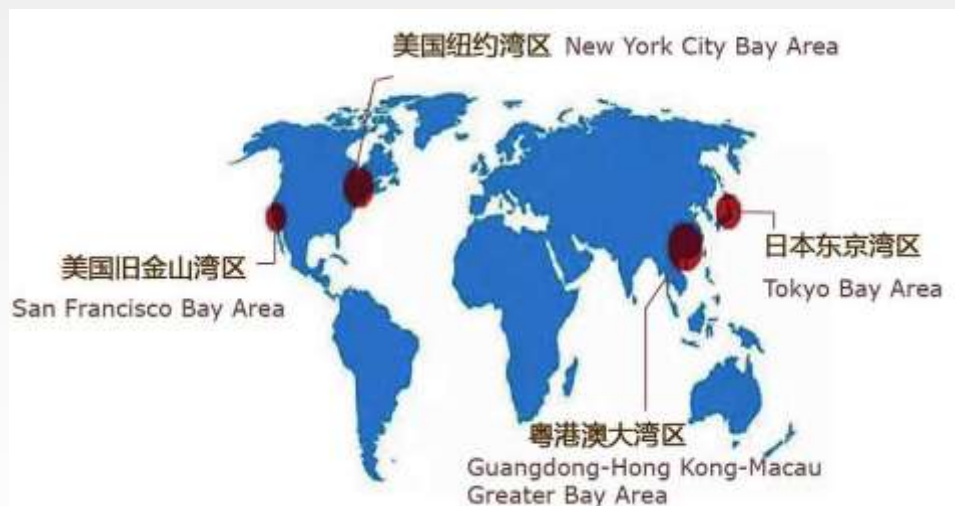 美国纽约湾区 New York City Bay Area
美国旧金山湾区
San Francisco Bay Area
日本东京湾区
Tokyo Bay Area
粤港澳大湾区
Guangdong-Hong Kong-Macau
Greater Bay Area